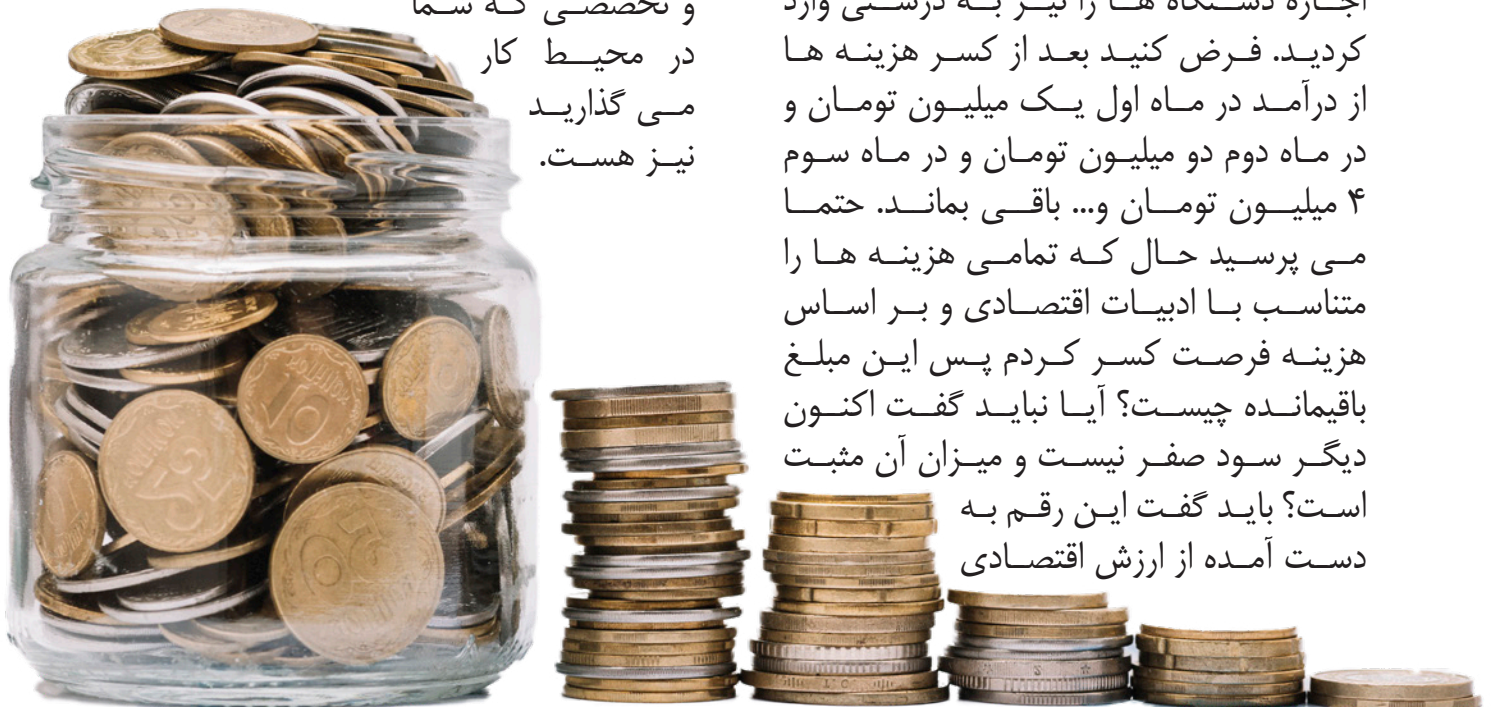 اجاره دستگاه ها را نیز به درستی وارد
کردید. فرض کنید بعد از کسر هزینه ها
از درآمد در ماه اول یک میلیون تومان و
در ماه دوم دو میلیون تومان و در ماه سوم
۴ میلیون تومان و... باقی بماند. حتما
می پرسید حال که تمامی هزینه ها را
متناسب با ادبیات اقتصادی و بر اساس
هزینه فرصت کسر کردم پس این مبلغ
باقیمانده چیست؟ آیا نباید گفت اکنون
دیگر سود صفر نیست و میزان آن مثبت
است؟ باید گفت این رقم به
دست آمده از ارزش اقتصادی
و تخصصی که شما
در محیط کار
می گذارید
نیز هست.
25
10
50